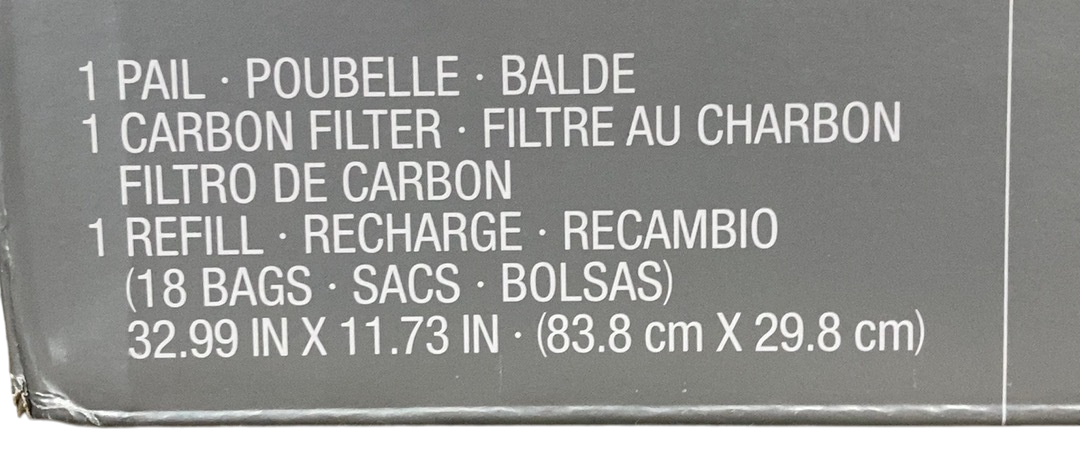 1 PAIL · POUBELLE · BALDE
1 CARBON FILTER · FILTRE AU CHARBON
FILTRO DE CARBON
1 REFILL · RECHARGE · RECAMBIO
(18 BAGS · SACS · BOLSAS)
32.99 IN X 11.73 IN · (83.8 cm X 29.8 cm)